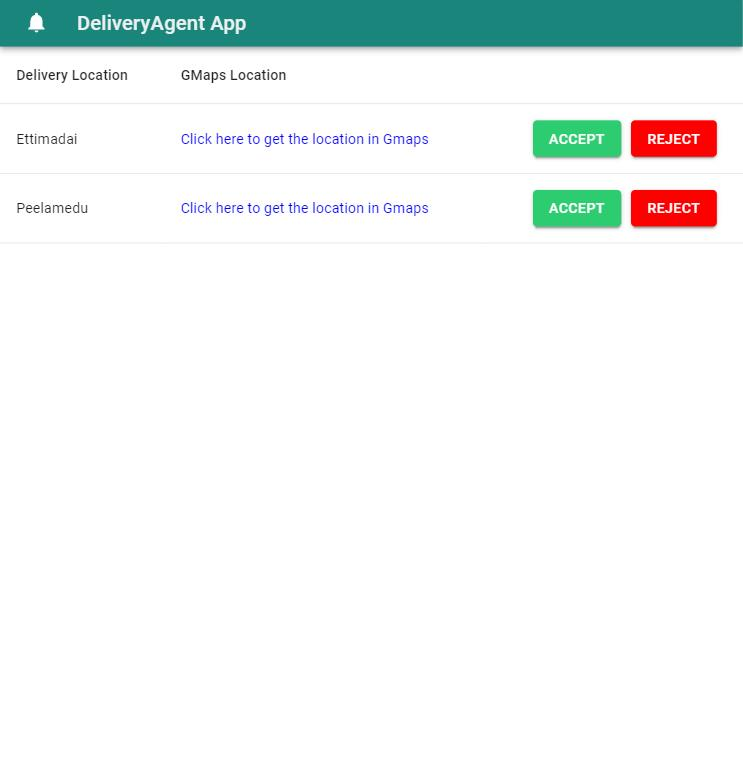 DeliveryAgent App
Delivery Location GMaps Location
Ettimadai Click here to get the location in Gmaps ACCEPT REJECT
Peelamedu Click here to get the location in Gmaps ACCEPT REJECT